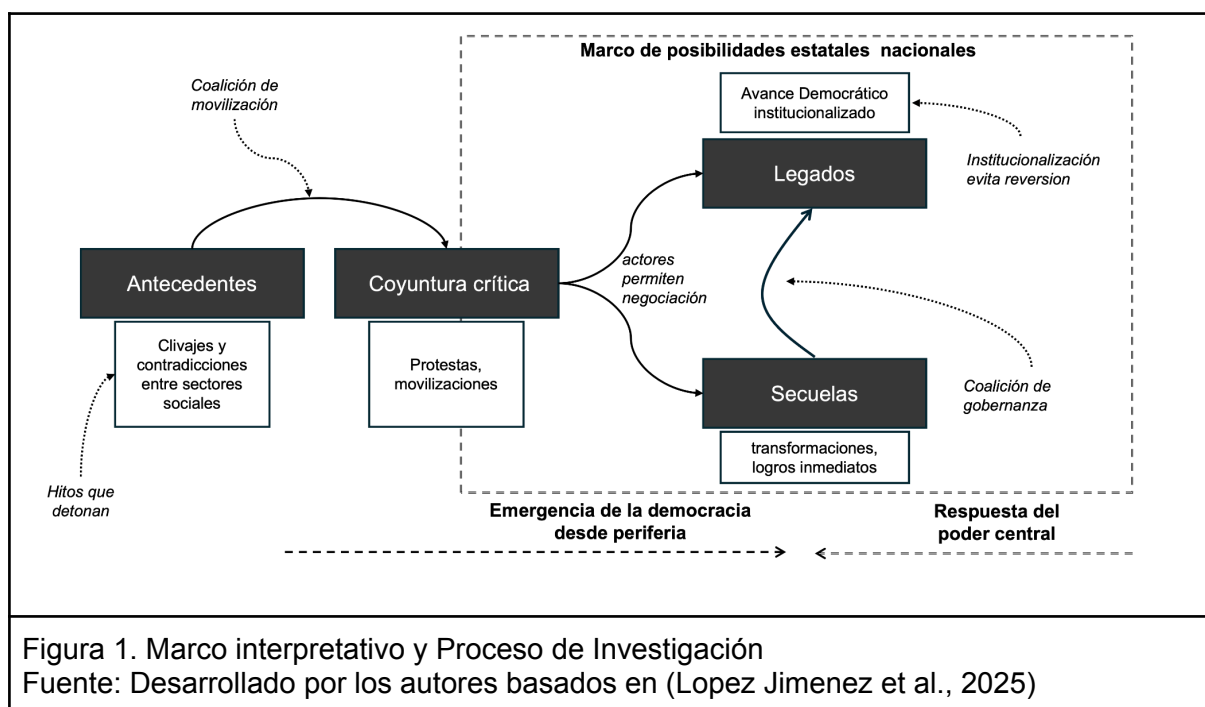 Marco de posibilidades estatales nacionales
Coalición de
movilización
Avance Democrático
institucionalizado
Legados
Institucionalización
evita reversion
Antecedentes
Coyuntura crítica
actores
permiten
negociación
Clivajes y
contradicciones
entre sectores
sociales
Protestas,
movilizaciones
Secuelas
Coalición de
gobernanza
transformaciones,
logros inmediatos
Hitos que
detonan
Emergencia de la democracia
desde periferia
Respuesta del
poder central
Figura 1. Marco interpretativo y Proceso de Investigación
Fuente: Desarrollado por los autores basados en (Lopez Jimenez et al., 2025)